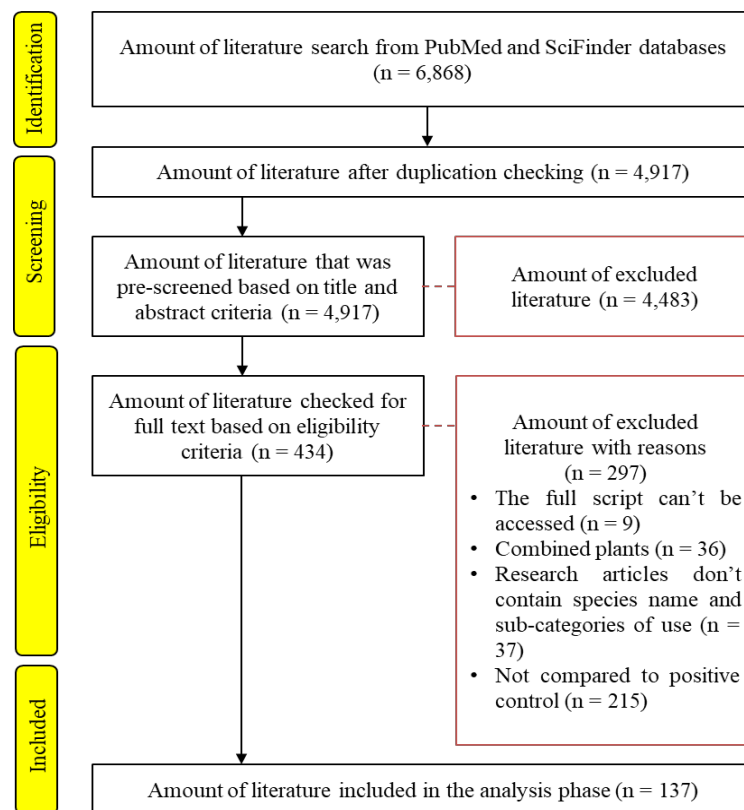 Identification
Amount of literature search from PubMed and SciFinder databases
(n = 6,868)
Amount of literature after duplication checking (n = 4,917)
Screening
Amount of literature that was
pre-screened based on title and
abstract criteria (n = 4,917)
Amount of excluded
literature (n = 4,483)
Eligibility
Amount of literature checked for
full text based on eligibility
criteria (n = 434)
Amount of excluded
literature with reasons
(n = 297)
• The full script can't be
accessed (n = 9)
• Combined plants (n = 36)
• Research articles don't
contain species name and
sub-categories of use (n =
37)
• Not compared to positive
control (n = 215)
Included
Amount of literature included in the analysis phase (n = 137)